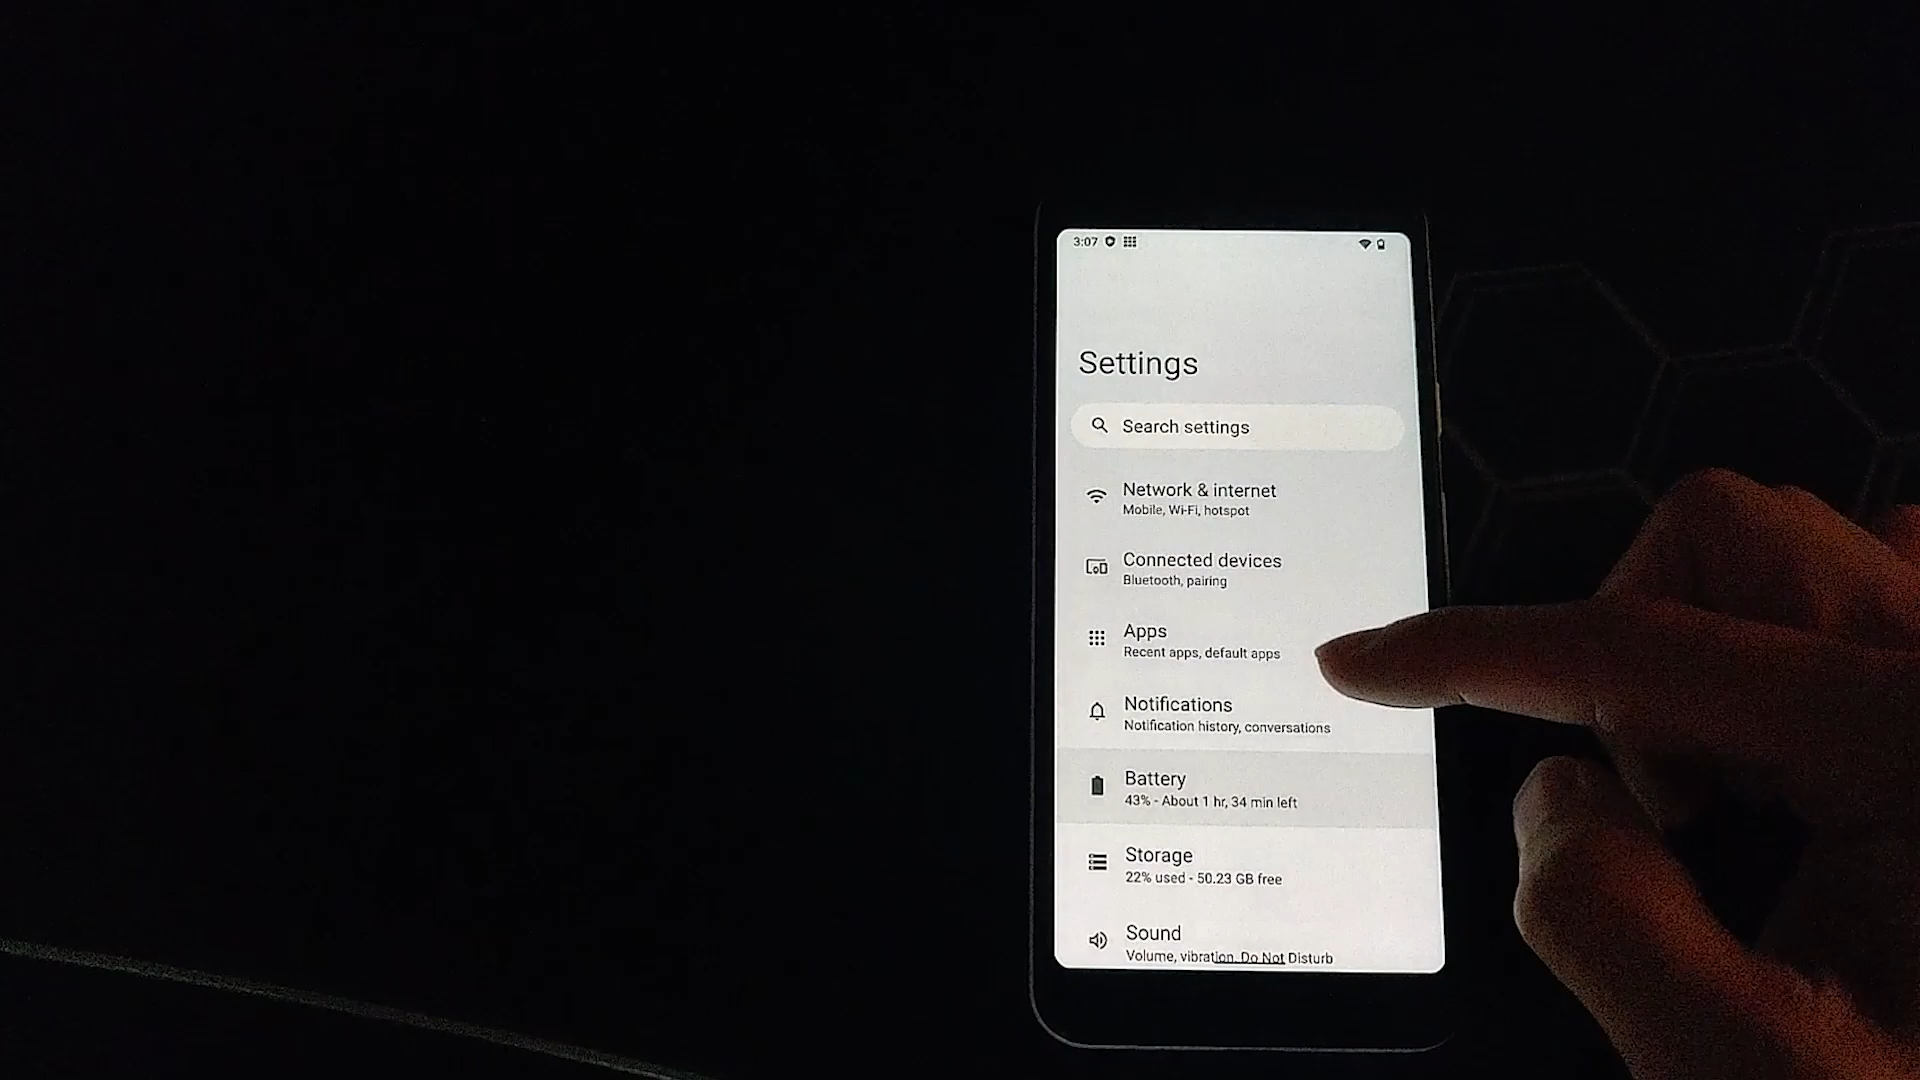 3:07
Settings
Search settings
Network & internet
Mobile, Wi-Fi, hotspot
Connected devices
Bluetooth, pairing
Apps
Recent apps, default apps
Notifications
Notification history, conversations
Battery
43% - About 1 hr, 34 min left
Storage
22% used - 50.23 GB free
Sound
Volume, vibration, Do Not Disturb